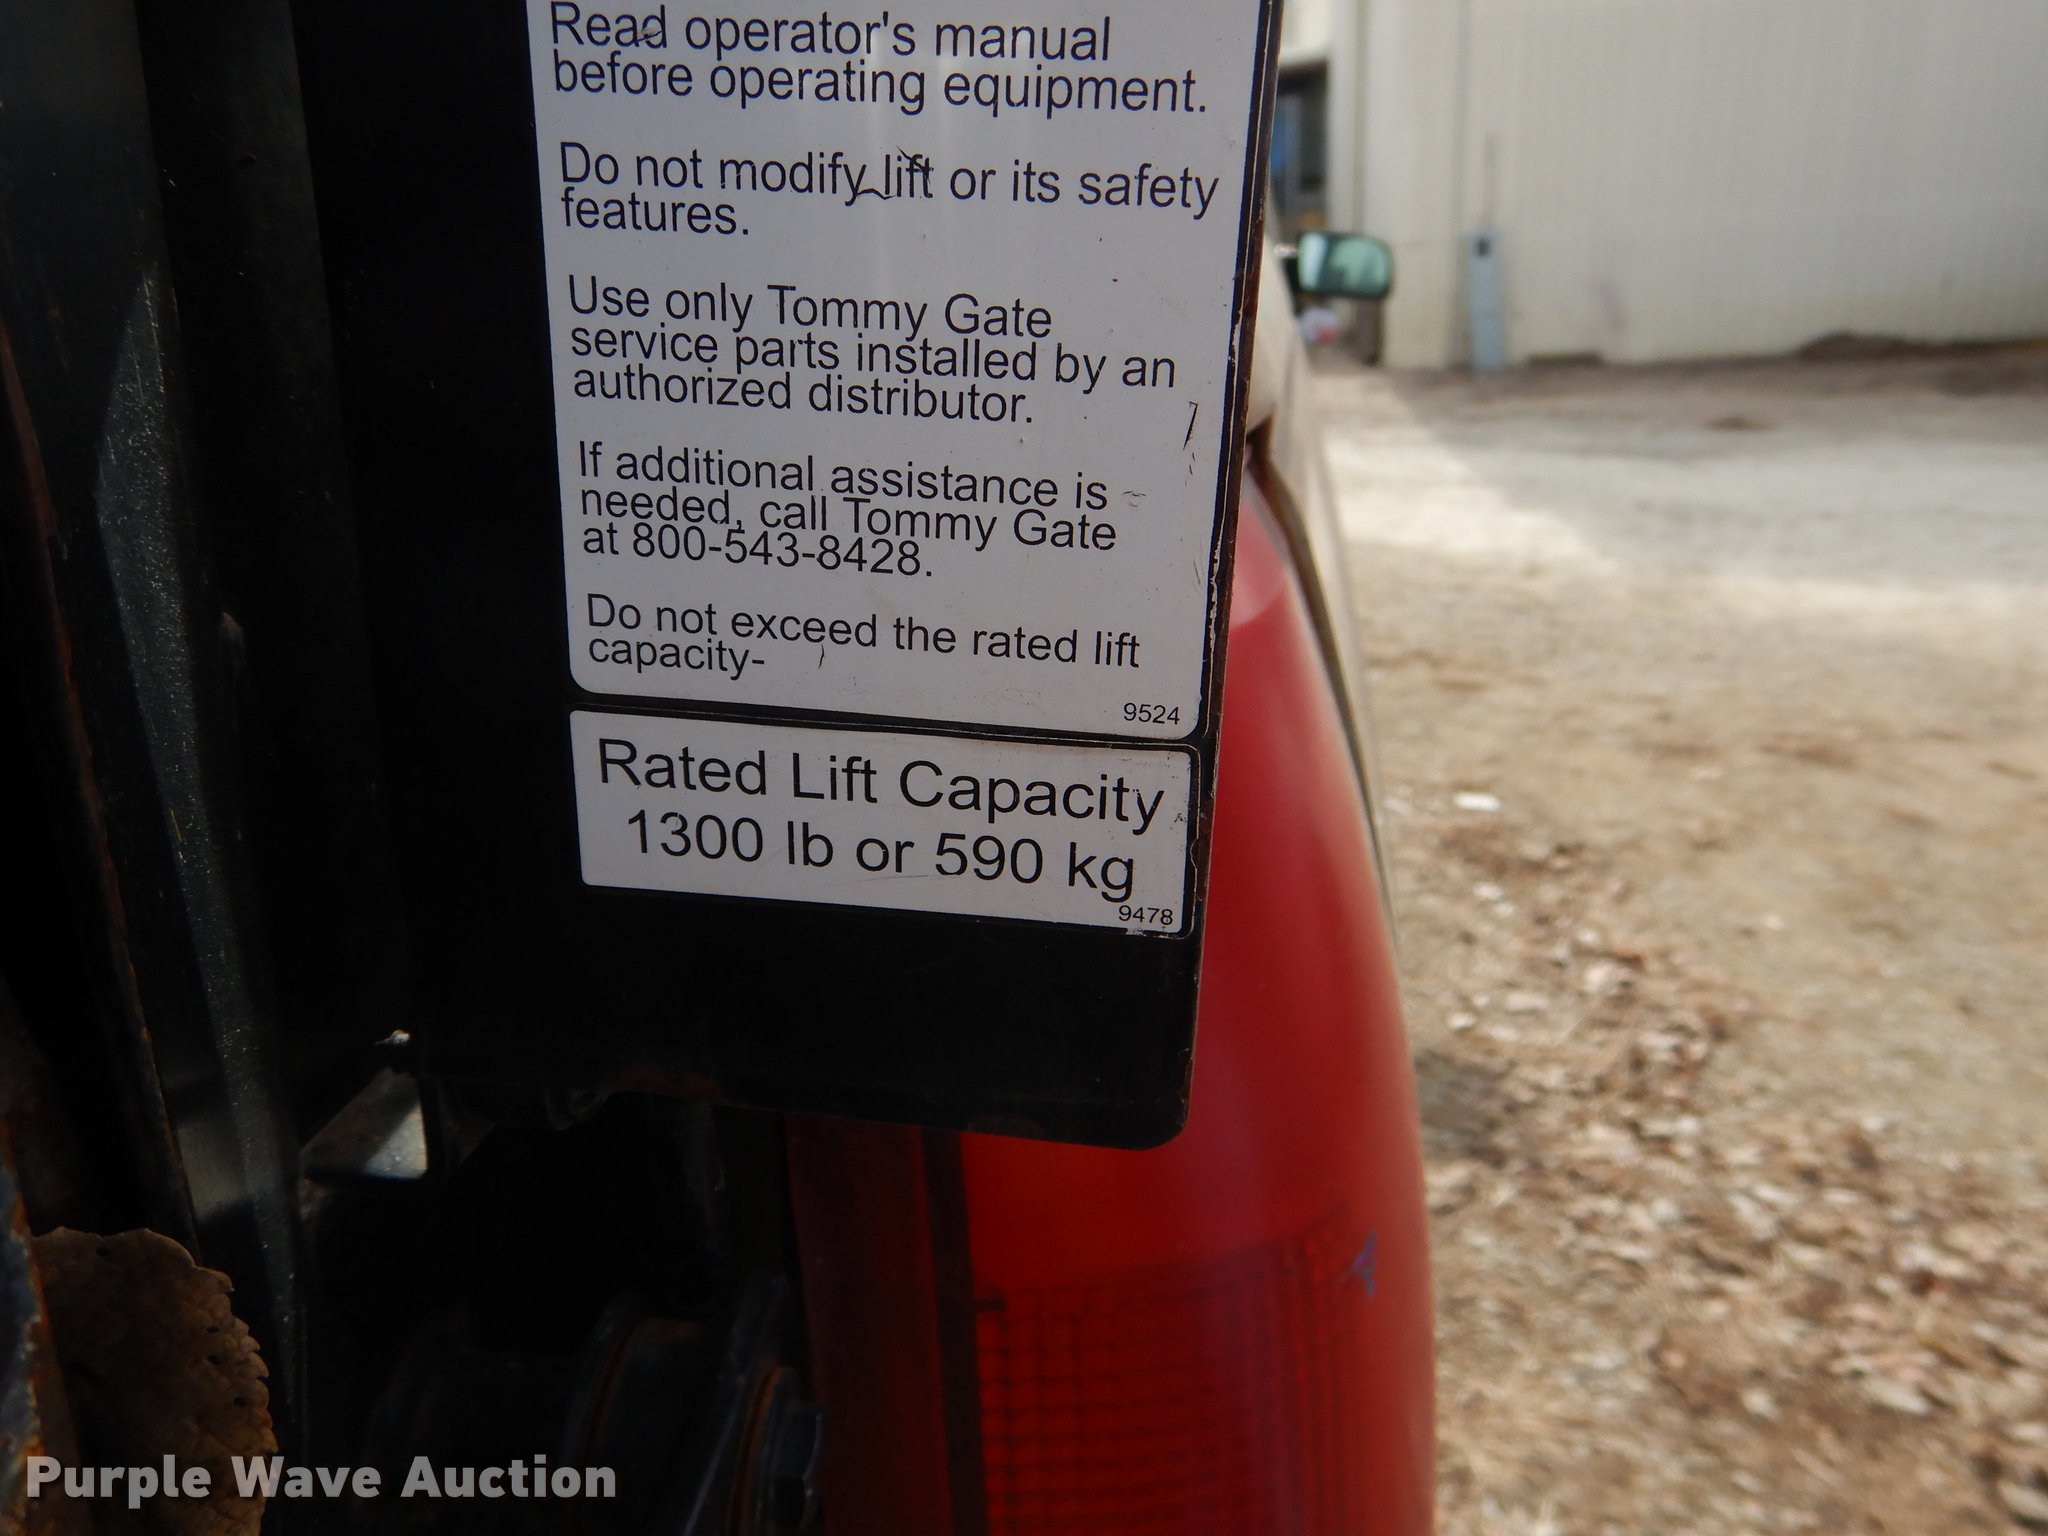 Read operator's manual
before operating equipment.
Do not modify lift or its safety
features.
Use only Tommy Gate
service parts installed by an
authorized distributor.
If additional assistance is
needed, call Tommy Gate
at 800-543-8428.
Do not exceed the rated lift
capacity-
9524
Rated Lift Capacity
1300 lb or 590 kg
9478
Purple Wave Auction